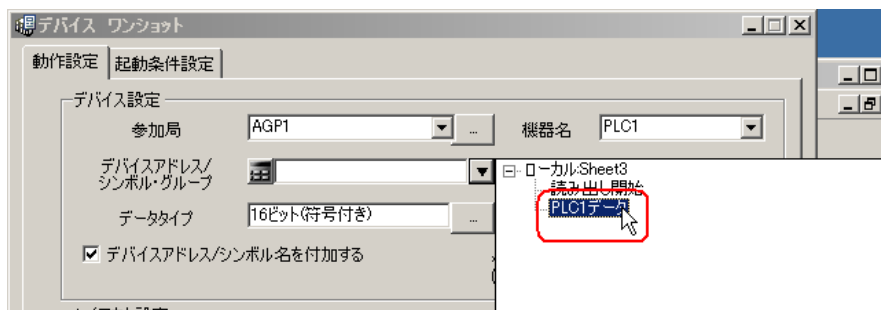 デバイス ワンショット
動作設定
起動条件設定
デバイス設定
参加局
AGP1
...
機器名
PLC1
デバイスアドレス/
シンボル・グループ
ローカル:Sheet3
読み出し開始
PLC1データ
データタイプ
16ビット(符号付き)
...
デバイスアドレス/シンボル名を付加する